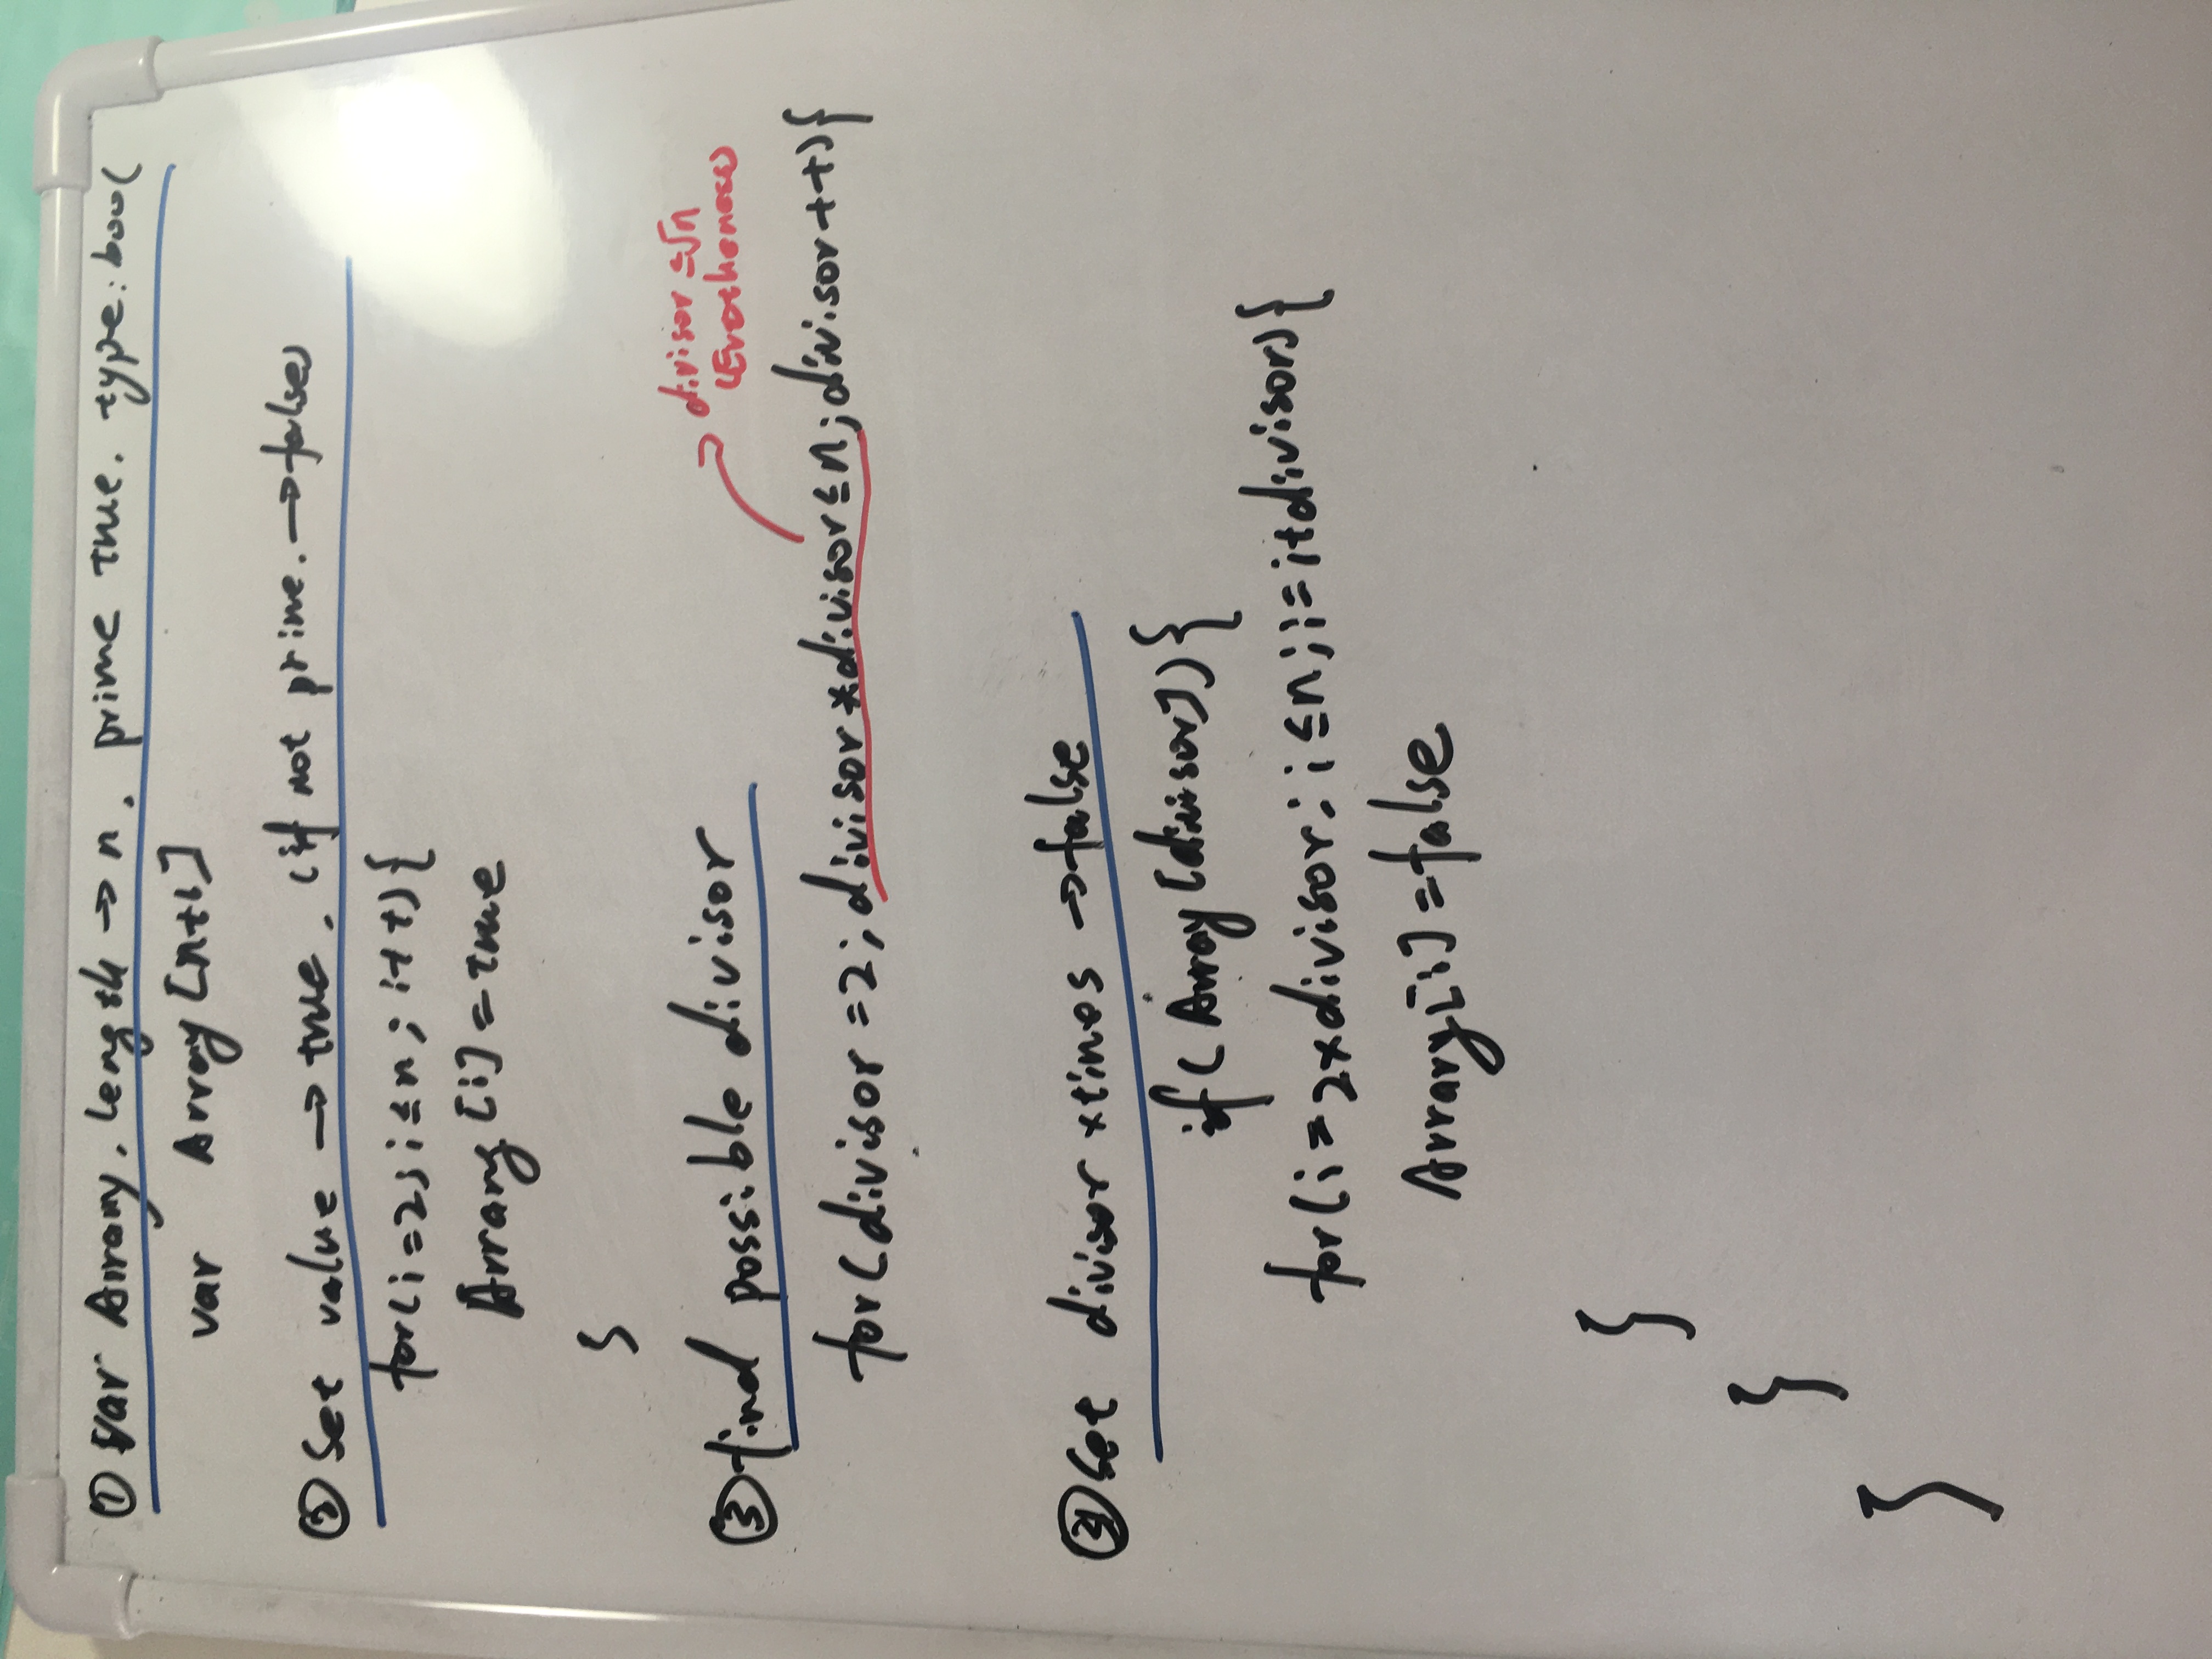 ① var Array. length → n. prime true. type: bool
var Array [n+1]
② Set value → true. (if not prime. → false)
for(i=2; i≤n; i++){
Array [i] = true
}
③ find possible divisor
divisor ≤√n
for(divisor =2; divisor *divisor≤n; divisor++){
④ Set divisor ×times → false
if( Array [divisor]){
for(i = 2×divisor; i ≤n; i= i+divisor){
Array[i] = false
}
}
}